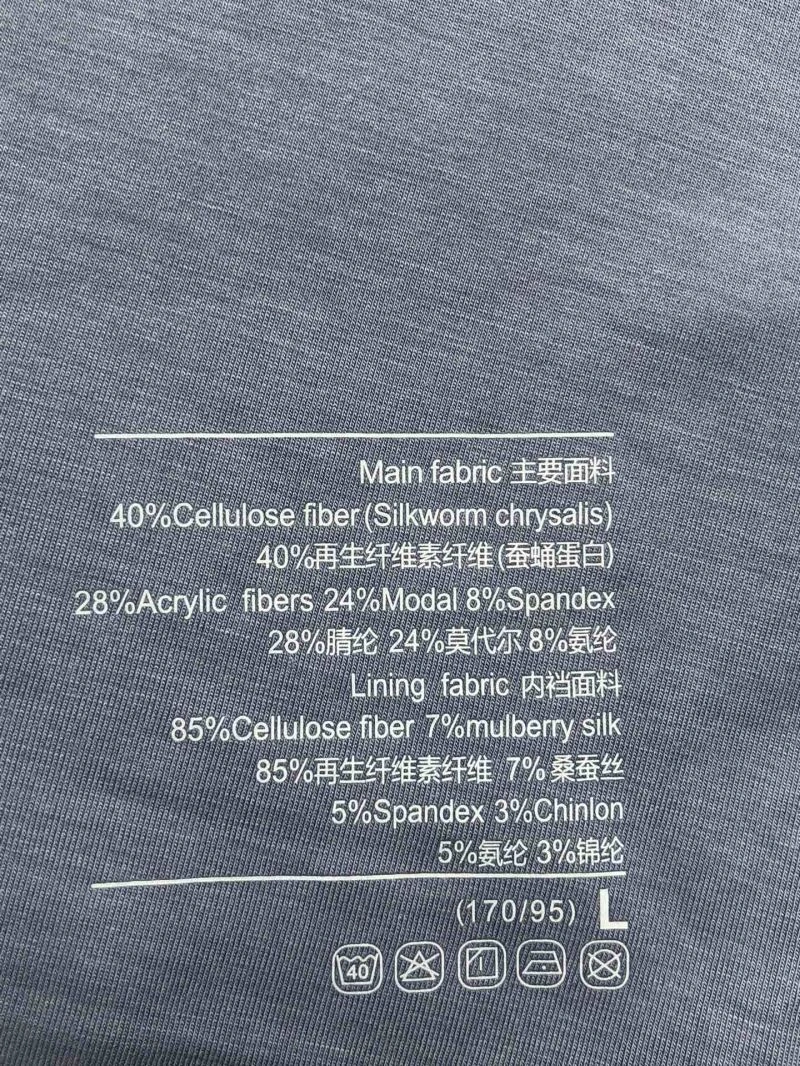 Main fabric 主要面料
40%Cellulose fiber(Silkworm chrysalis)
40%再生纤维素纤维(蚕蛹蛋白)
28%Acrylic fibers 24%Modal 8%Spandex
28%腈纶 24%莫代尔 8%氨纶
Lining fabric 内裆面料
85%Cellulose fiber 7%mulberry silk
85%再生纤维素纤维 7%桑蚕丝
5%Spandex 3%Chinlon
5%氨纶 3%锦纶
(170/95) L
40